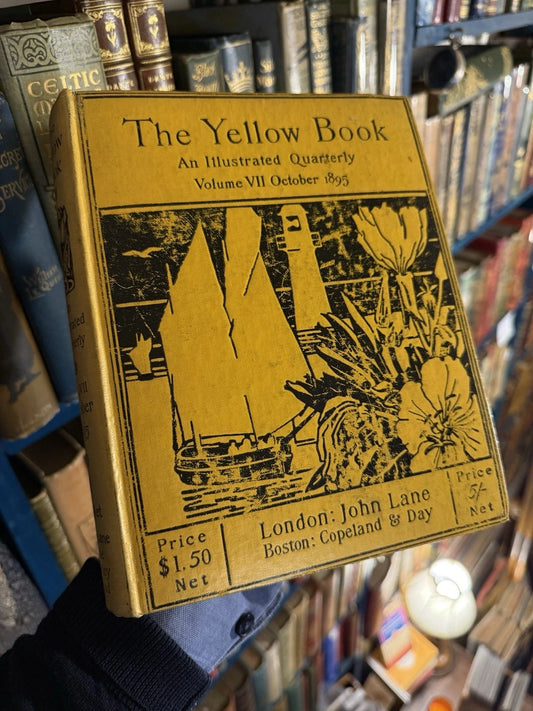 The Yellow Book
An Illustrated Quarterly
Volume VII October 1895
Price
$1.50
Net
London: John Lane
Boston: Copeland & Day
Price
5/-
Net
CELTIC